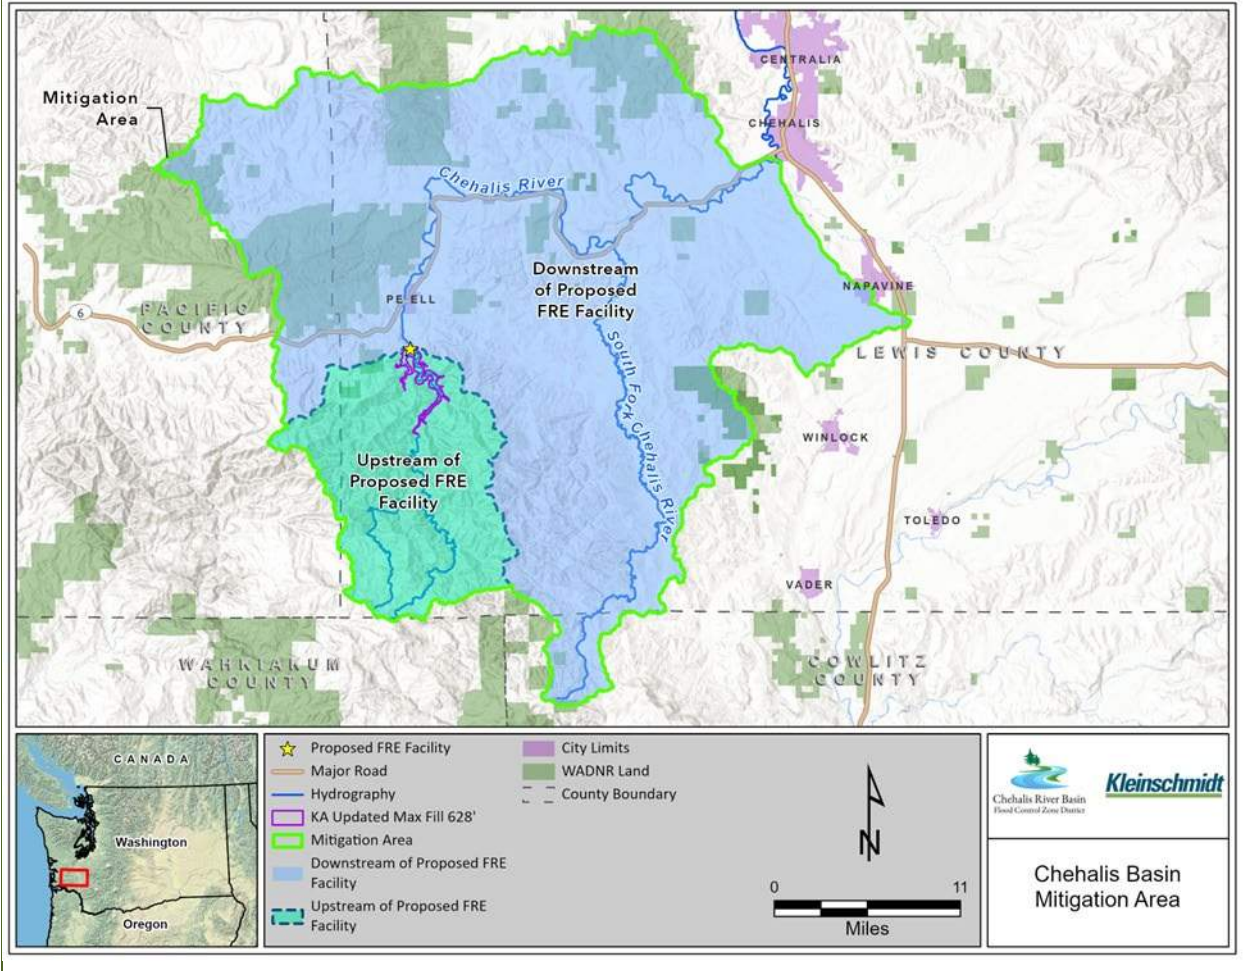 CENTRALIA
Mitigation
Area
CHEHALIS
Chehalis River
Downstream
of Proposed
FRE Facility
NAPAVINE
PE ELL
PACIFIC
COUNTY
6
South Fork Chehalis River
LEWIS COUNTY
WINLOCK
Upstream of
Proposed FRE
Facility
TOLEDO
VADER
WAHKIAKUM
COUNTY
COWLITZ
COUNTY
CANADA
Washington
Oregon
Proposed FRE Facility
Major Road
Hydrography
KA Updated Max Fill 628'
Mitigation Area
Downstream of Proposed FRE
Facility
Upstream of Proposed FRE
Facility
City Limits
WADNR Land
County Boundary
N
0 11
Miles
Chehalis River Basin
Flood Control Zone District
Kleinschmidt
Chehalis Basin
Mitigation Area